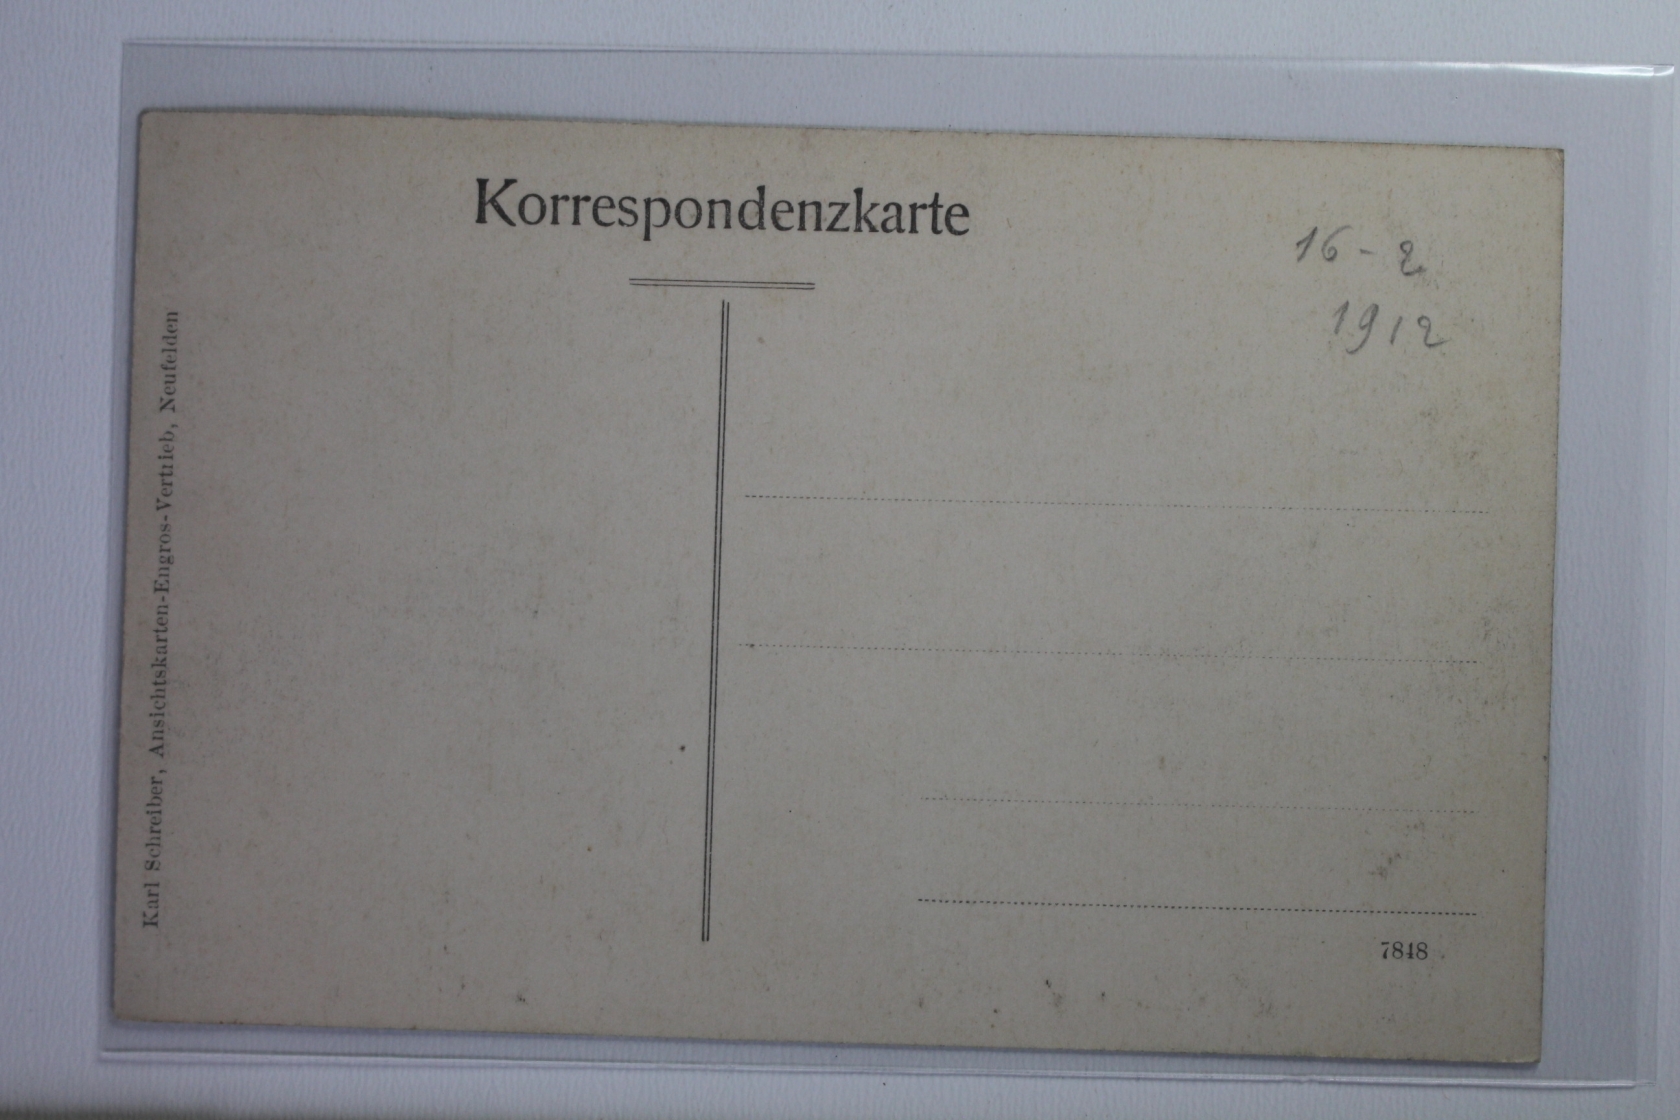 Korrespondenzkarte
16 - 2
1912
Karl Schreiber, Ansichtskarten-Engros-Vertrieb, Neufelden
7848